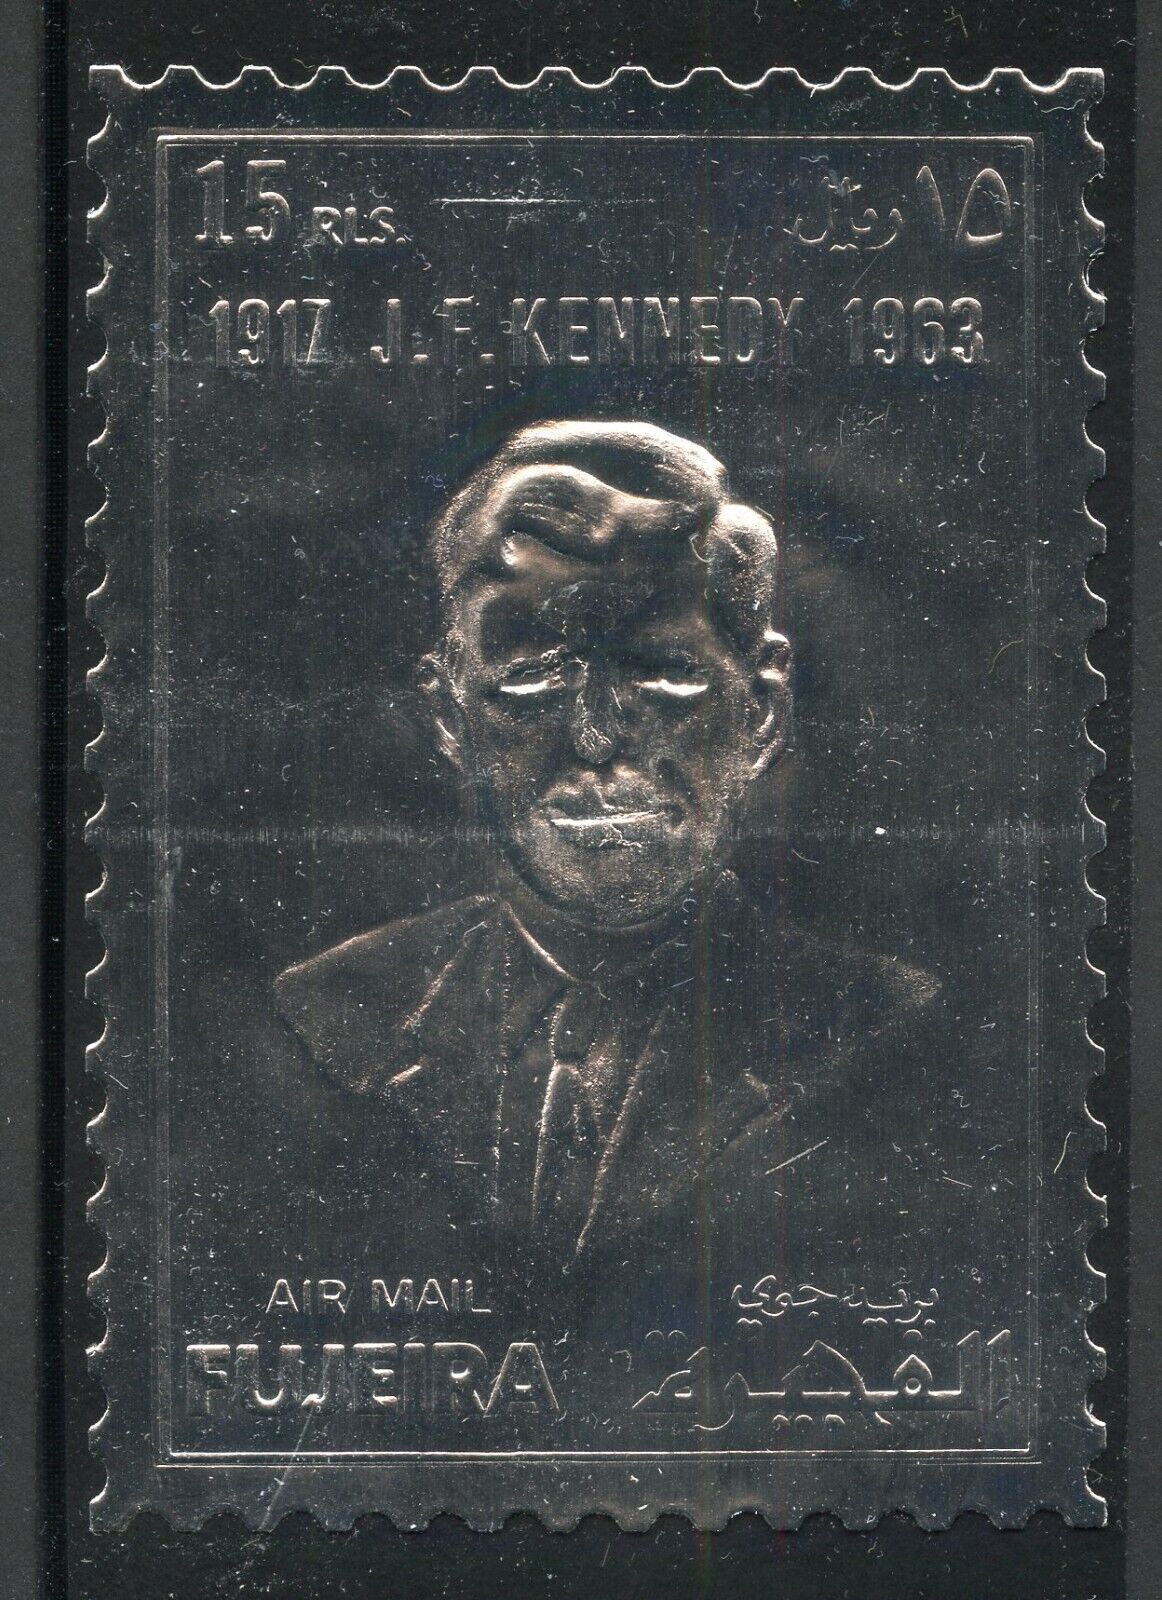 15 RLS. ١٥ ريال
1917 J. F. KENNEDY 1963
AIR MAIL بريد جوي
FUJEIRA الفجيرة